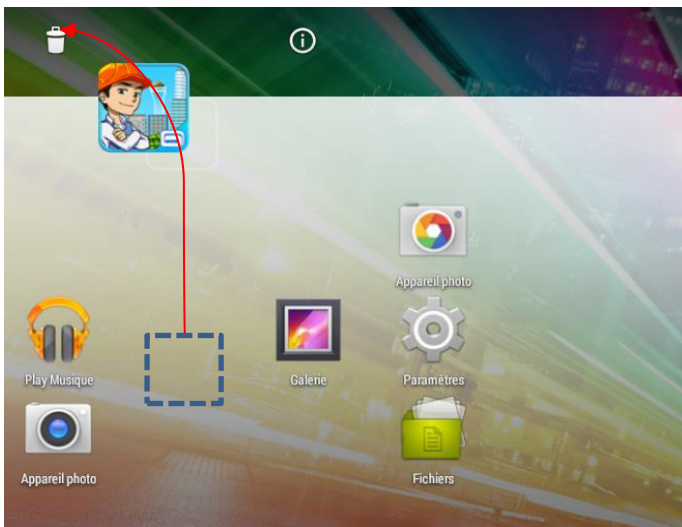 Appareil photo
Play Musique
Galerie
Paramètres
Appareil photo
Fichiers